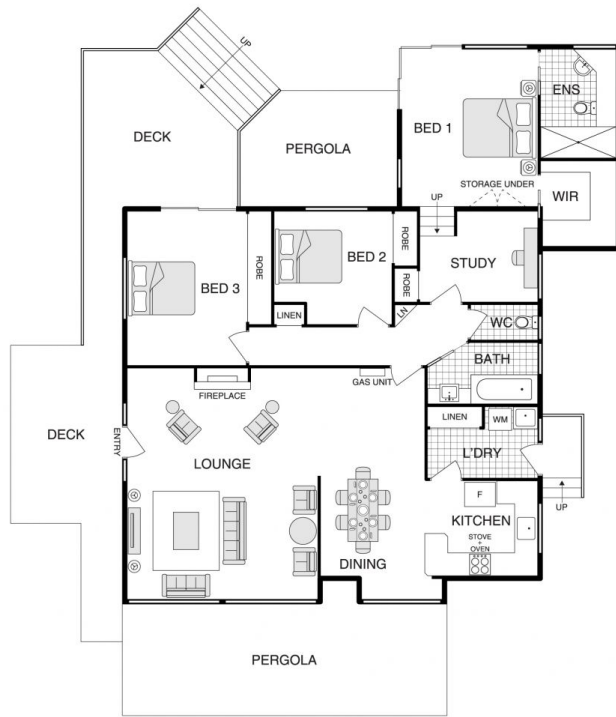 UP
ENS
BED 1
DECK
PERGOLA
STORAGE UNDER
WIR
UP
ROBE
BED 2
ROBE
STUDY
BED 3
ROBE
LINEN
LN
WC
BATH
GAS UNIT
FIREPLACE
LINEN
WM
DECK
ENTRY
LOUNGE
L'DRY
F
UP
KITCHEN
STOVE
+
OVEN
DINING
PERGOLA